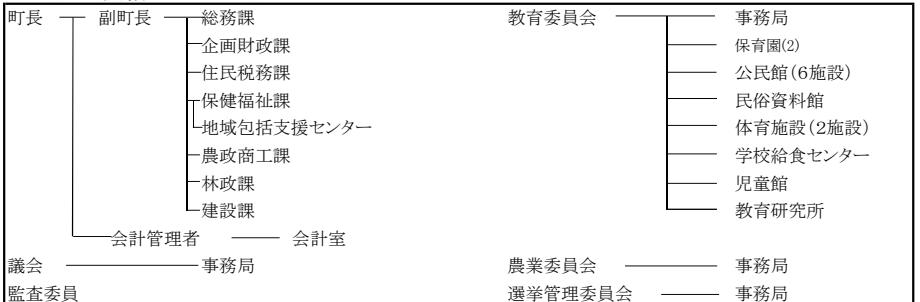 町長 副町長 総務課
企画財政課
住民税務課
保健福祉課
地域包括支援センター
農政商工課
林政課
建設課
会計管理者 会計室
議会 事務局
監査委員
教育委員会 事務局
保育園(2)
公民館(6施設)
民俗資料館
体育施設(2施設)
学校給食センター
児童館
教育研究所
農業委員会 事務局
選挙管理委員会 事務局